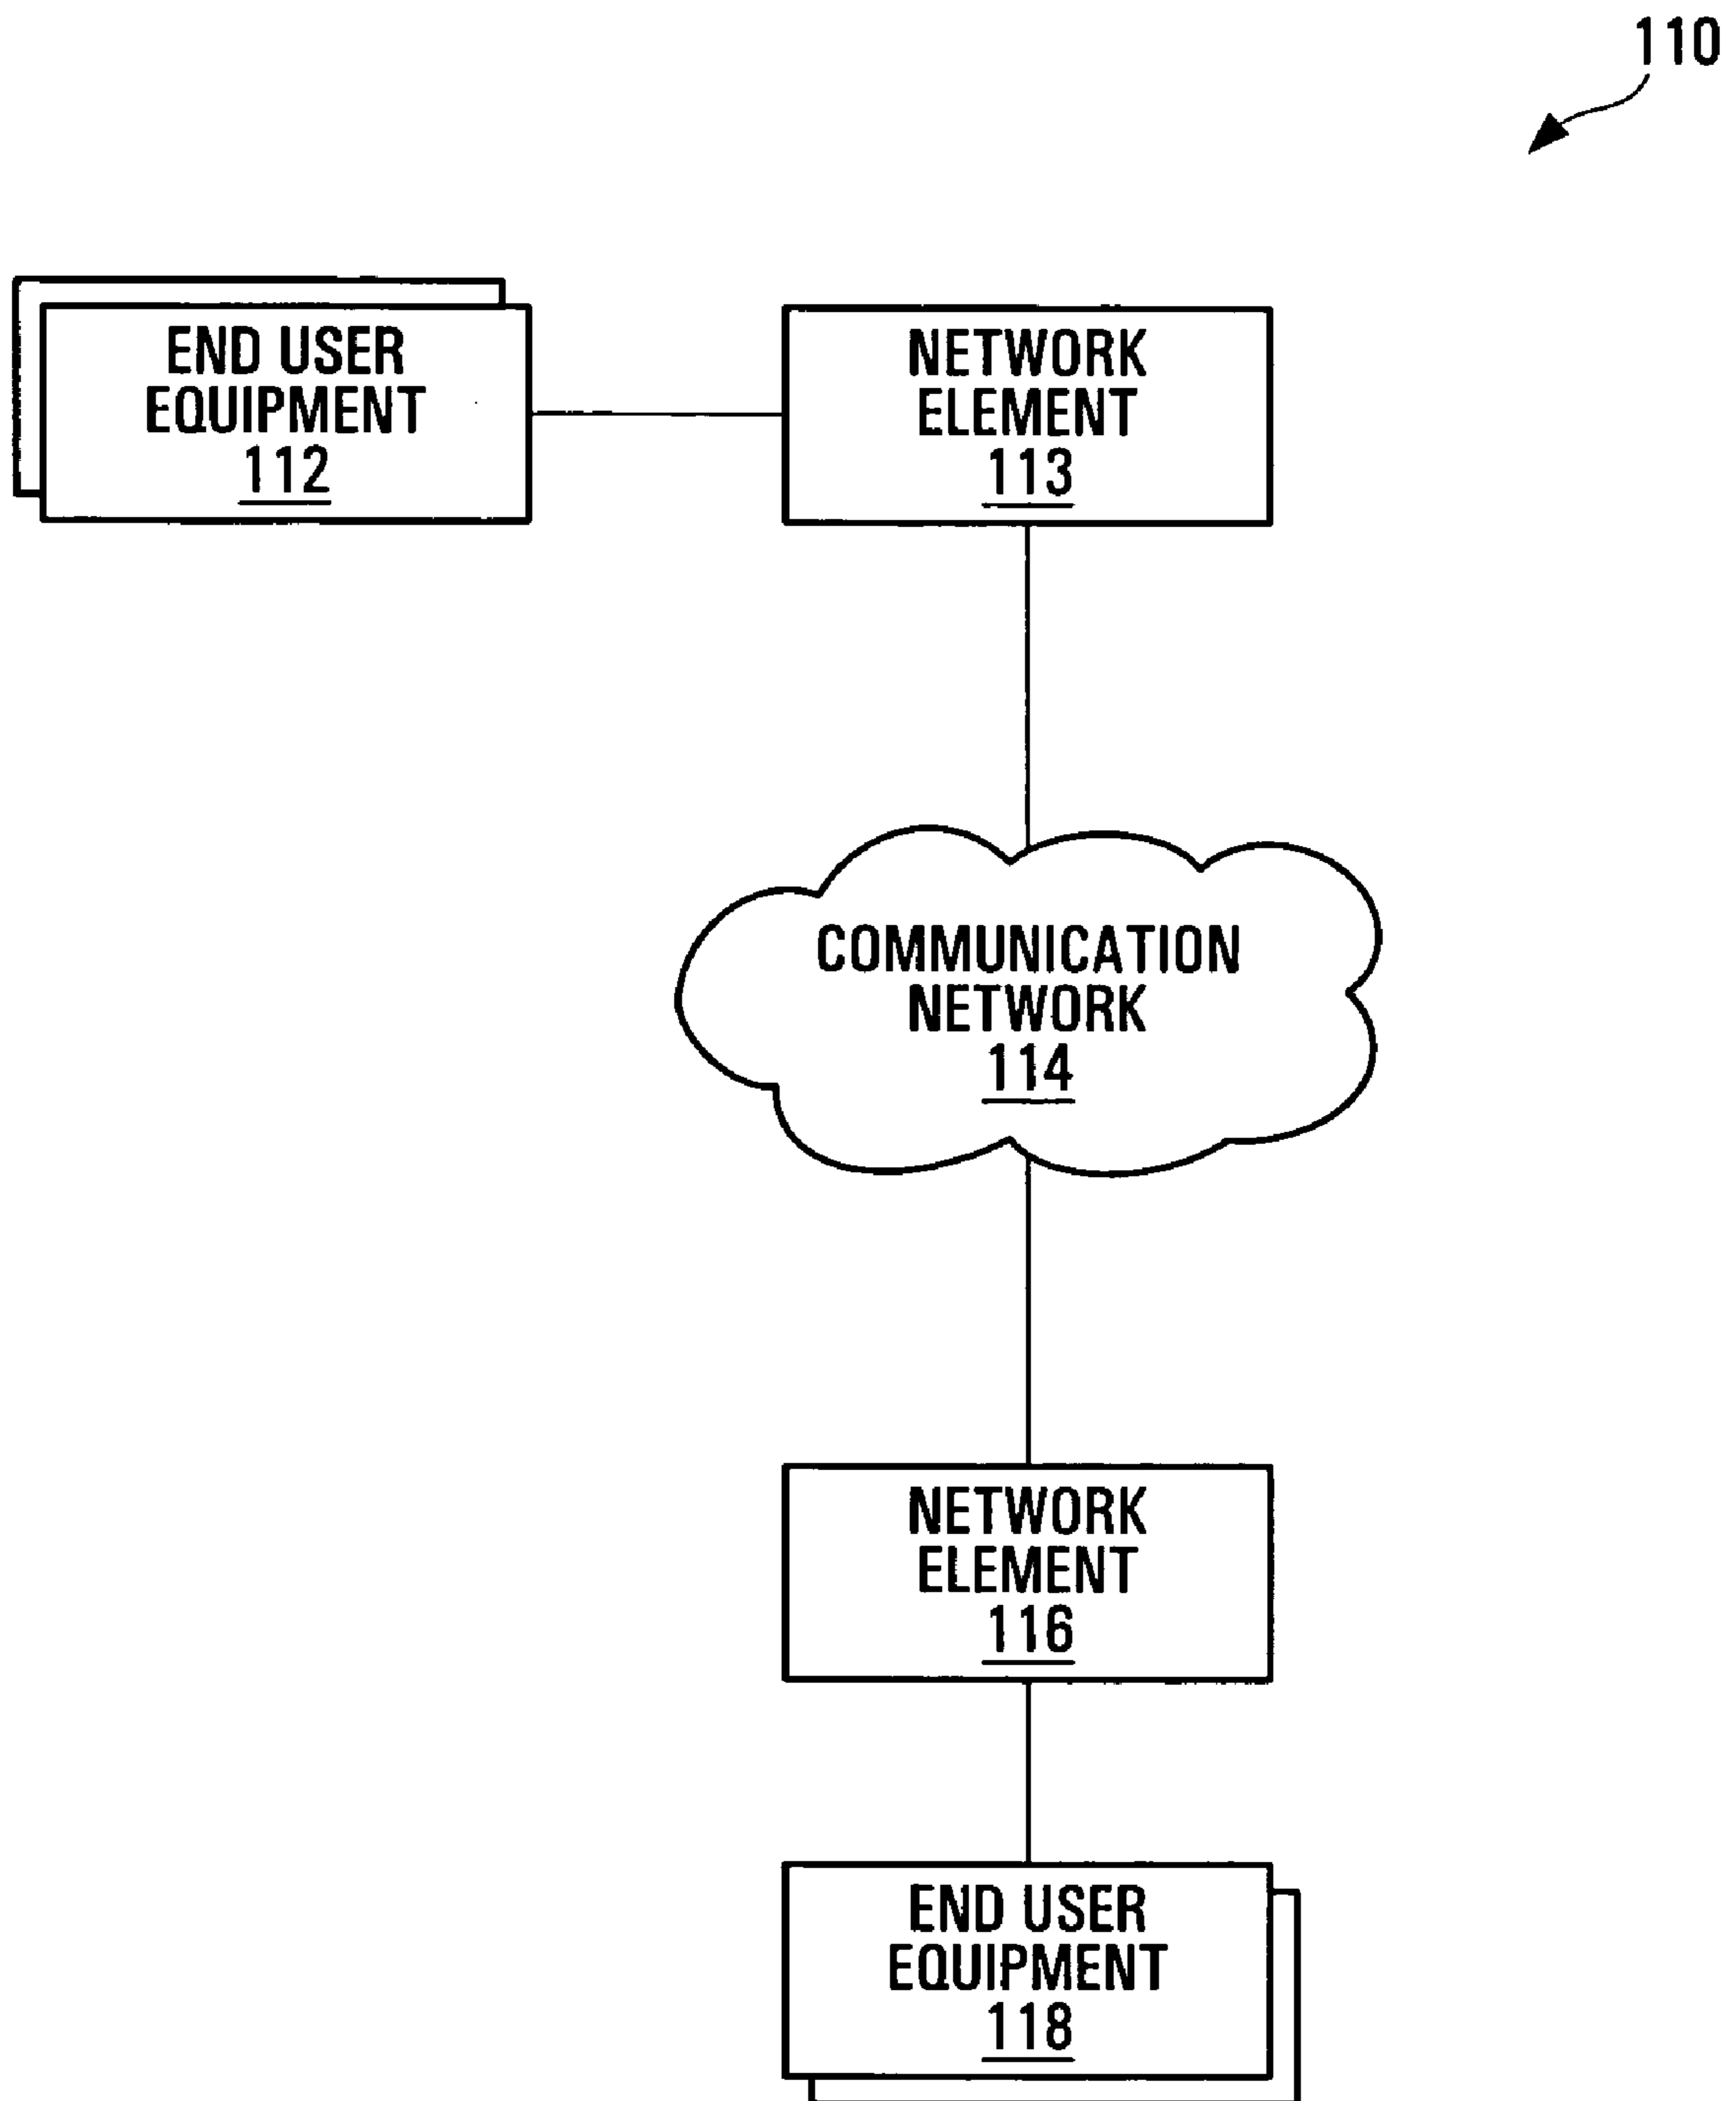 110
END USER
EQUIPMENT
112
NETWORK
ELEMENT
113
COMMUNICATION
NETWORK
114
NETWORK
ELEMENT
116
END USER
EQUIPMENT
118